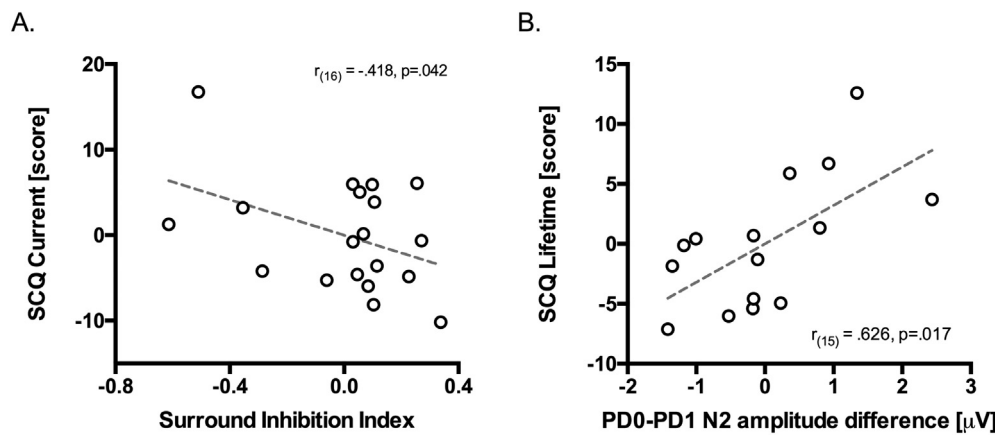 A.
SCQ Current [score]
20
10
0
-10
r(16) = -.418, p=.042
-0.8
-0.4
0.0
0.4
Surround Inhibition Index
B.
SCQ Lifetime [score]
15
10
5
0
-5
-10
r(15) = .626, p=.017
-2
-1
0
1
2
3
PD0-PD1 N2 amplitude difference [μV]